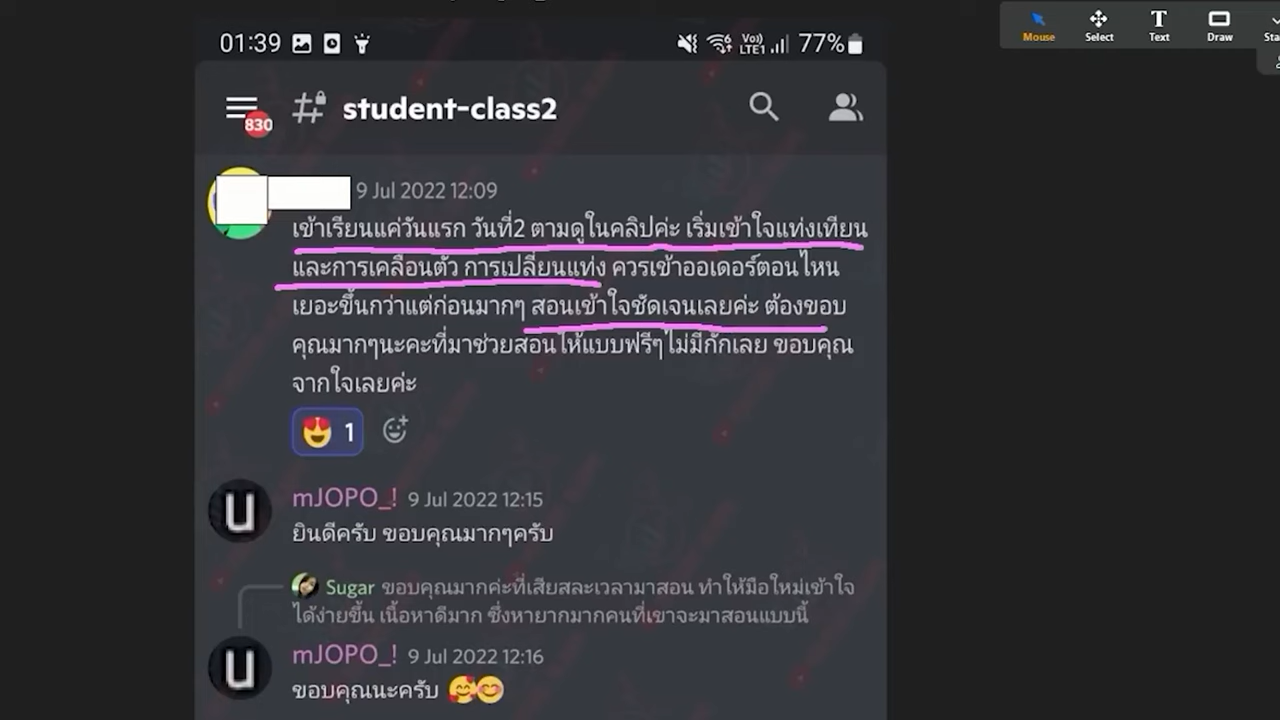 01:39
Vo))
LTE1
77%
Mouse
Select
Text
Draw
830
student-class2
9 Jul 2022 12:09
เข้าเรียนแค่วันแรก วันที่2 ตามดูในคลิปค่ะ เริ่มเข้าใจแท่งเทียน
และการเคลื่อนตัว การเปลี่ยนแท่ง ควรเข้าออเดอร์ตอนไหน
เยอะขึ้นกว่าแต่ก่อนมากๆ สอนเข้าใจชัดเจนเลยค่ะ ต้องขอบ
คุณมากๆนะคะที่มาช่วยสอนให้แบบฟรีๆไม่มีกั๊กเลย ขอบคุณ
จากใจเลยค่ะ
1
mJOPO_! 9 Jul 2022 12:15
ยินดีครับ ขอบคุณมากๆครับ
Sugar ขอบคุณมากค่ะที่เสียสละเวลามาสอน ทำให้มือใหม่เข้าใจ
ได้ง่ายขึ้น เนื้อหาดีมาก ซึ่งหายากมากคนที่เขาจะมาสอนแบบนี้
mJOPO_! 9 Jul 2022 12:16
ขอบคุณนะครับ